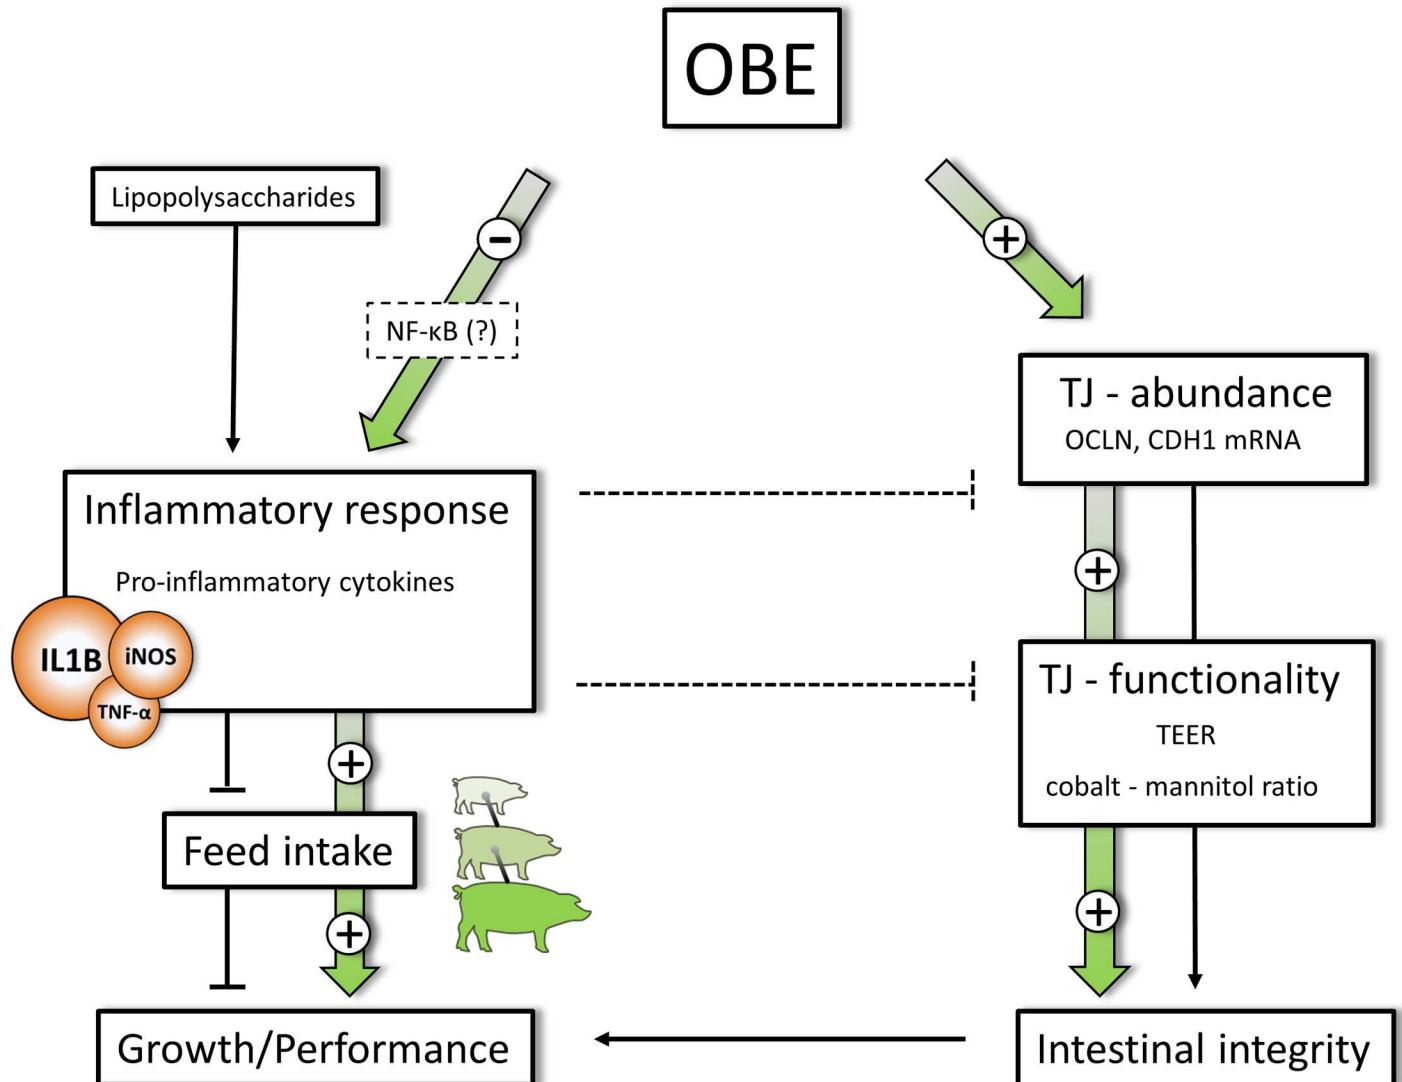 OBE
Lipopolysaccharides
−
+
NF-κB (?)
TJ - abundance
OCLN, CDH1 mRNA
Inflammatory response
Pro-inflammatory cytokines
+
IL1B
iNOS
TNF-α
TJ - functionality
TEER
cobalt - mannitol ratio
+
Feed intake
+
+
Growth/Performance
Intestinal integrity